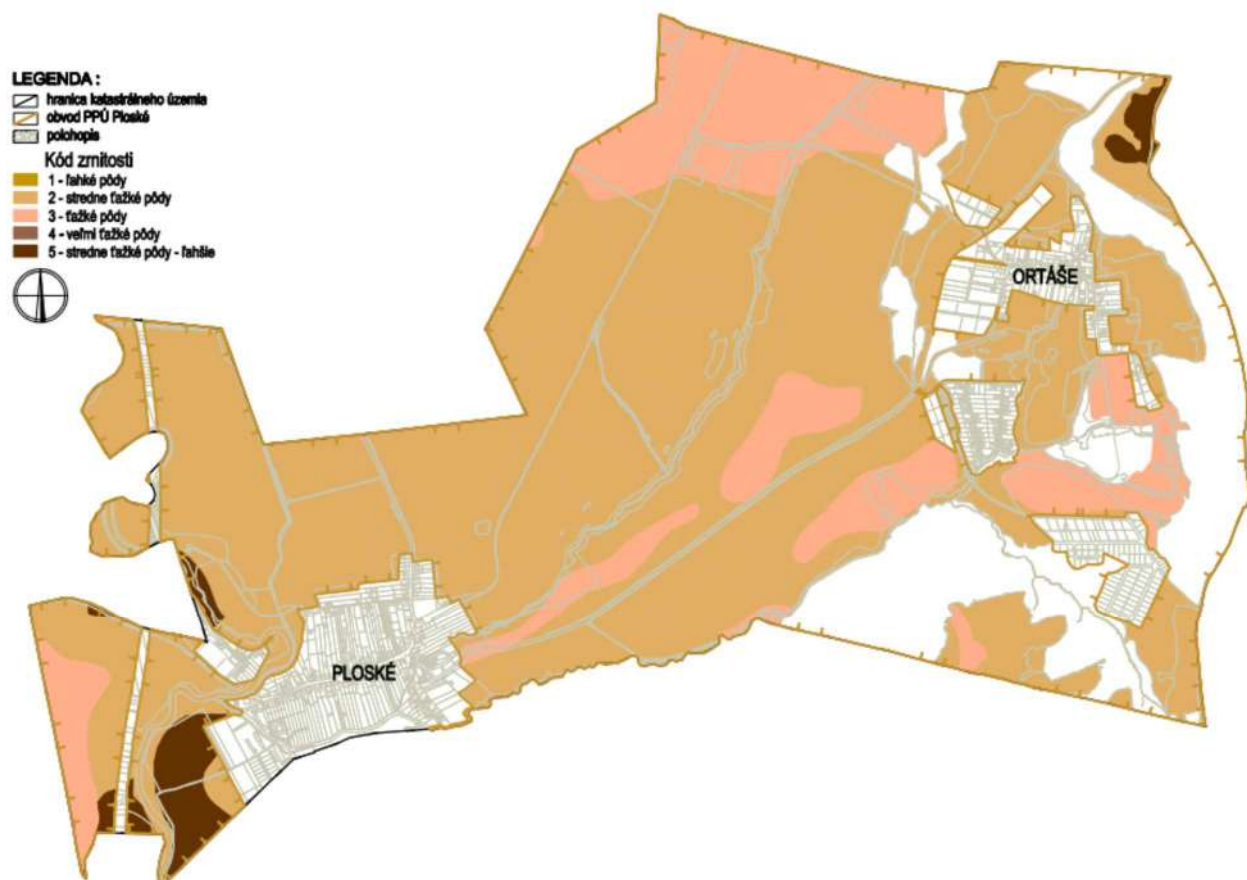 LEGENDA :
hranica katastrálneho územia
obvod PPÚ Ploské
polohopis
Kód zrnitosti
1 - ľahké pôdy
2 - stredne ťažké pôdy
3 - ťažké pôdy
4 - veľmi ťažké pôdy
5 - stredne ťažké pôdy - ľahšie
ORTÁŠE
PLOSKÉ